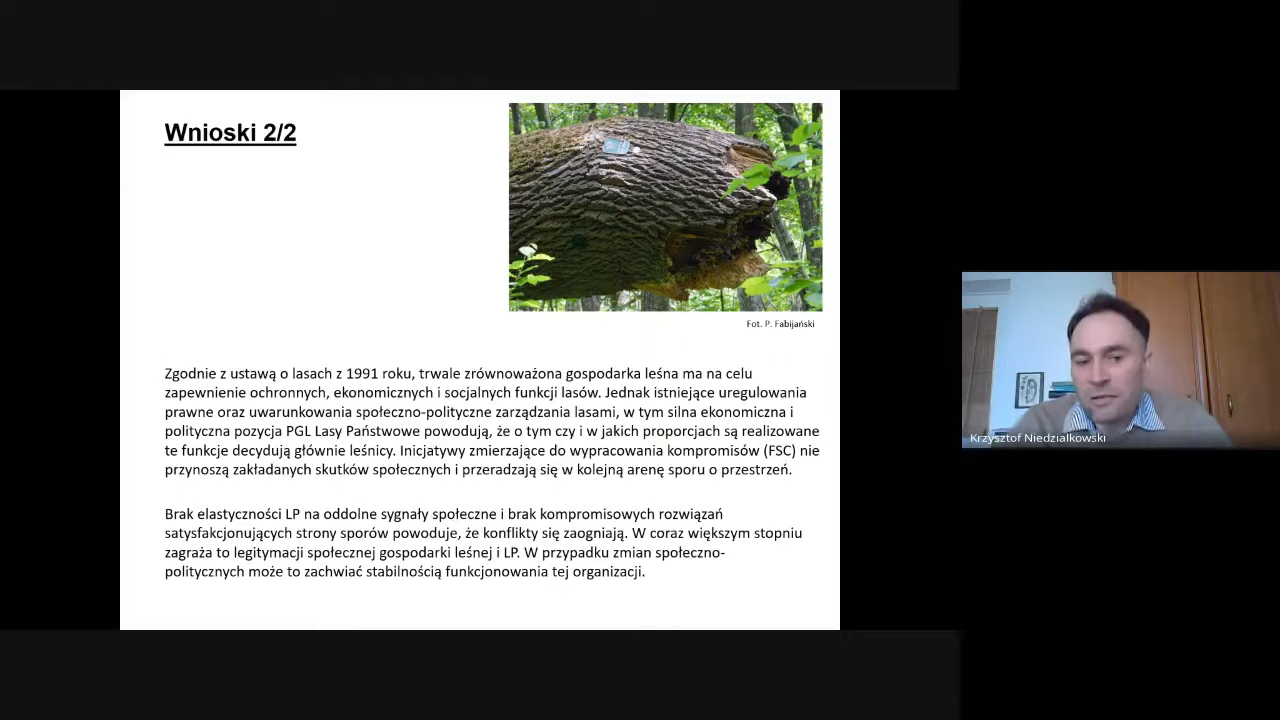 Wnioski 2/2
Fot. P. Fabijański
Zgodnie z ustawą o lasach z 1991 roku, trwale zrównoważona gospodarka leśna ma na celu
zapewnienie ochronnych, ekonomicznych i socjalnych funkcji lasów. Jednak istniejące uregulowania
prawne oraz uwarunkowania społeczno-polityczne zarządzania lasami, w tym silna ekonomiczna i
polityczna pozycja PGL Lasy Państwowe powodują, że o tym czy i w jakich proporcjach są realizowane
te funkcje decydują głównie leśnicy. Inicjatywy zmierzające do wypracowania kompromisów (FSC) nie
przynoszą zakładanych skutków społecznych i przeradzają się w kolejną arenę sporu o przestrzeń.
Brak elastyczności LP na oddolne sygnały społeczne i brak kompromisowych rozwiązań
satysfakcjonujących strony sporów powoduje, że konflikty się zaogniają. W coraz większym stopniu
zagraża to legitymacji społecznej gospodarki leśnej i LP. W przypadku zmian społeczno-
politycznych może to zachwiać stabilnością funkcjonowania tej organizacji.
Krzysztof Niedziałkowski